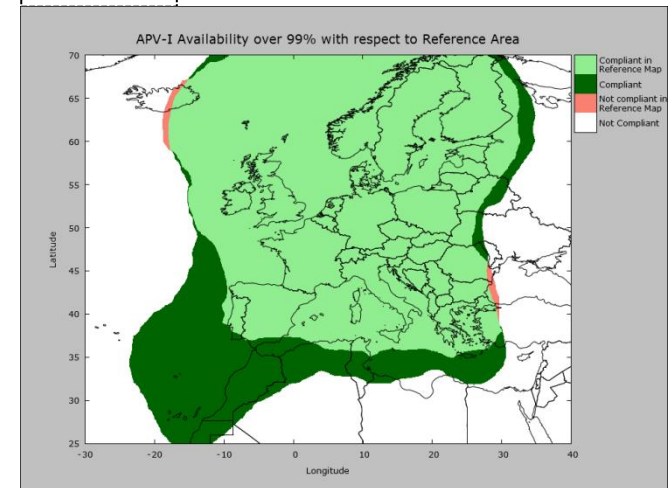 APV-I Availability over 99% with respect to Reference Area
70
65
60
55
50
45
40
35
30
25
Latitude
-30 -20 -10 0 10 20 30 40
Longitude
Compliant in
Reference Map
Compliant
Not compliant in
Reference Map
Not Compliant